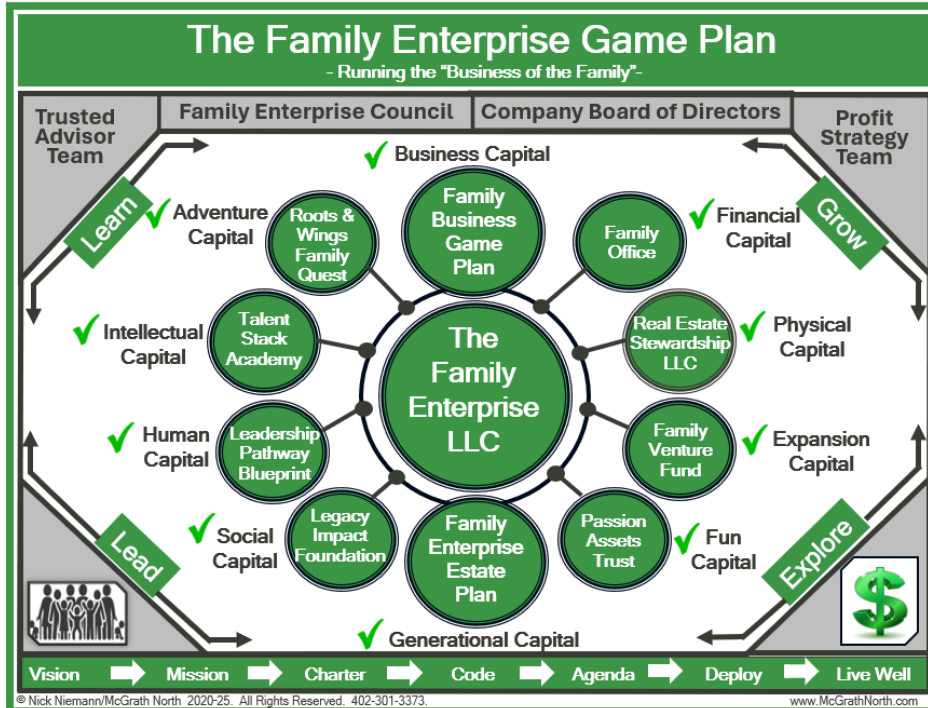 The Family Enterprise Game Plan
- Running the "Business of the Family"-
Trusted
Advisor
Team
Family Enterprise Council
Company Board of Directors
Profit
Strategy
Team
Learn
Grow
Business Capital
Family
Business
Game
Plan
Adventure
Capital
Roots &
Wings
Family
Quest
Family
Office
Financial
Capital
Intellectual
Capital
Talent
Stack
Academy
The
Family
Enterprise
LLC
Real Estate
Stewardship
LLC
Physical
Capital
Human
Capital
Leadership
Pathway
Blueprint
Family
Venture
Fund
Expansion
Capital
Social
Capital
Legacy
Impact
Foundation
Family
Enterprise
Estate
Plan
Passion
Assets
Trust
Fun
Capital
Lead
Explore
$
Generational Capital
Vision Mission Charter Code Agenda Deploy Live Well
© Nick Niemann/McGrath North 2020-25. All Rights Reserved. 402-301-3373.
www.McGrathNorth.com